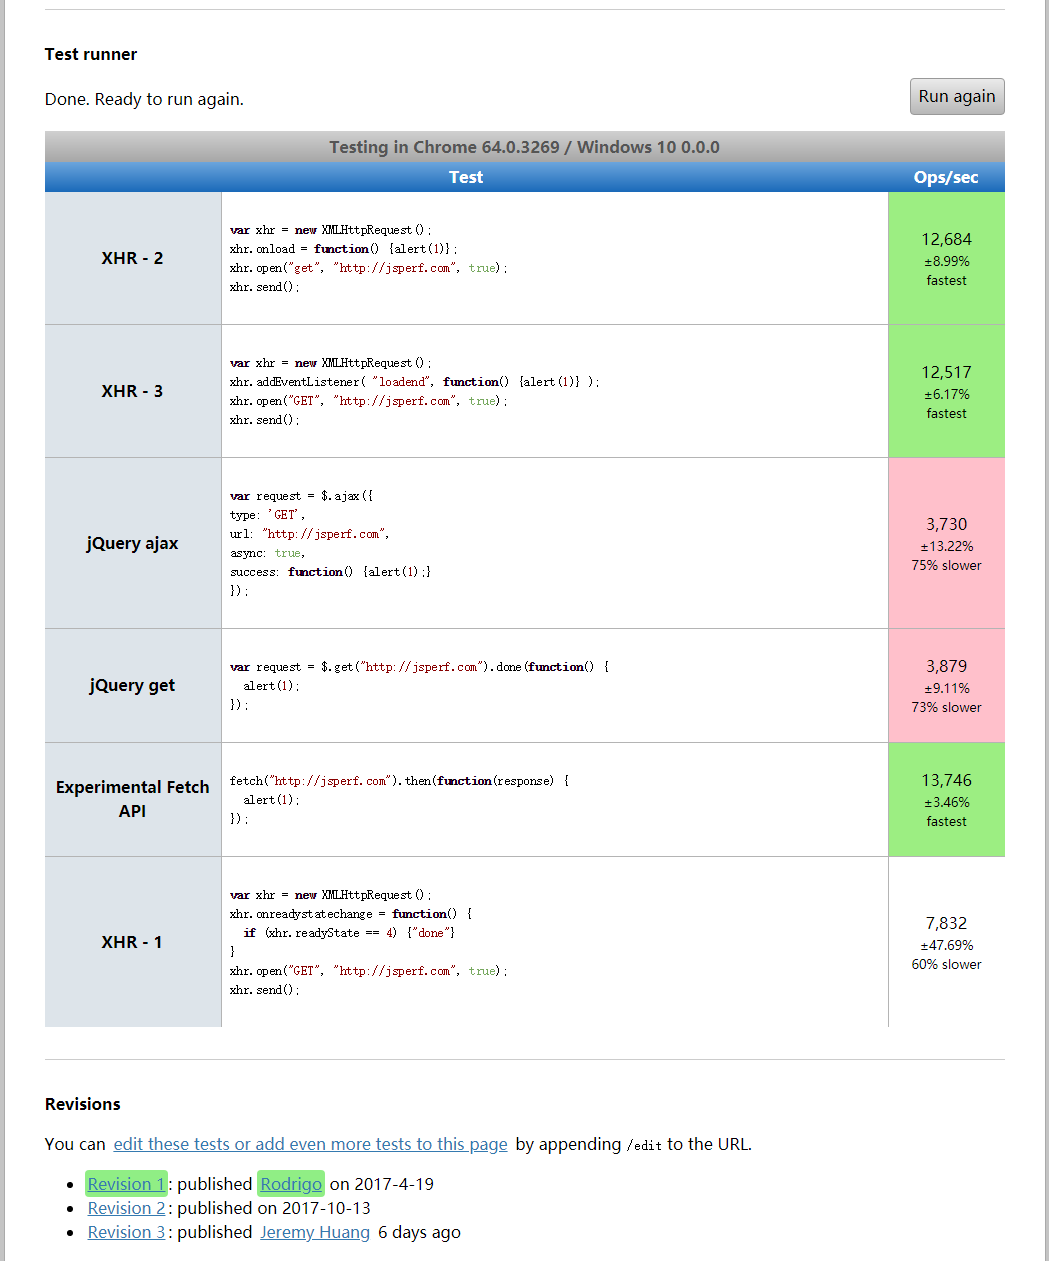 Test runner
Done. Ready to run again.
Run again
Testing in Chrome 64.0.3269 / Windows 10 0.0.0
Test
Ops/sec
XHR - 2
var xhr = new XMLHttpRequest();
xhr.onload = function() {alert(1)};
xhr.open("get", "http://jsperf.com", true);
xhr.send();
12,684
±8.99%
fastest
XHR - 3
var xhr = new XMLHttpRequest();
xhr.addEventListener( "loadend", function() {alert(1)} );
xhr.open("GET", "http://jsperf.com", true);
xhr.send();
12,517
±6.17%
fastest
jQuery ajax
var request = $.ajax({
type: 'GET',
url: "http://jsperf.com",
async: true,
success: function() {alert(1);}
});
3,730
±13.22%
75% slower
jQuery get
var request = $.get("http://jsperf.com").done(function() {
alert(1);
});
3,879
±9.11%
73% slower
Experimental Fetch
API
fetch("http://jsperf.com").then(function(response) {
alert(1);
});
13,746
±3.46%
fastest
XHR - 1
var xhr = new XMLHttpRequest();
xhr.onreadystatechange = function() {
if (xhr.readyState == 4) {"done"}
}
xhr.open("GET", "http://jsperf.com", true);
xhr.send();
7,832
±47.69%
60% slower
Revisions
You can edit these tests or add even more tests to this page by appending /edit to the URL.
• Revision 1: published Rodrigo on 2017-4-19
• Revision 2: published on 2017-10-13
• Revision 3: published Jeremy Huang 6 days ago